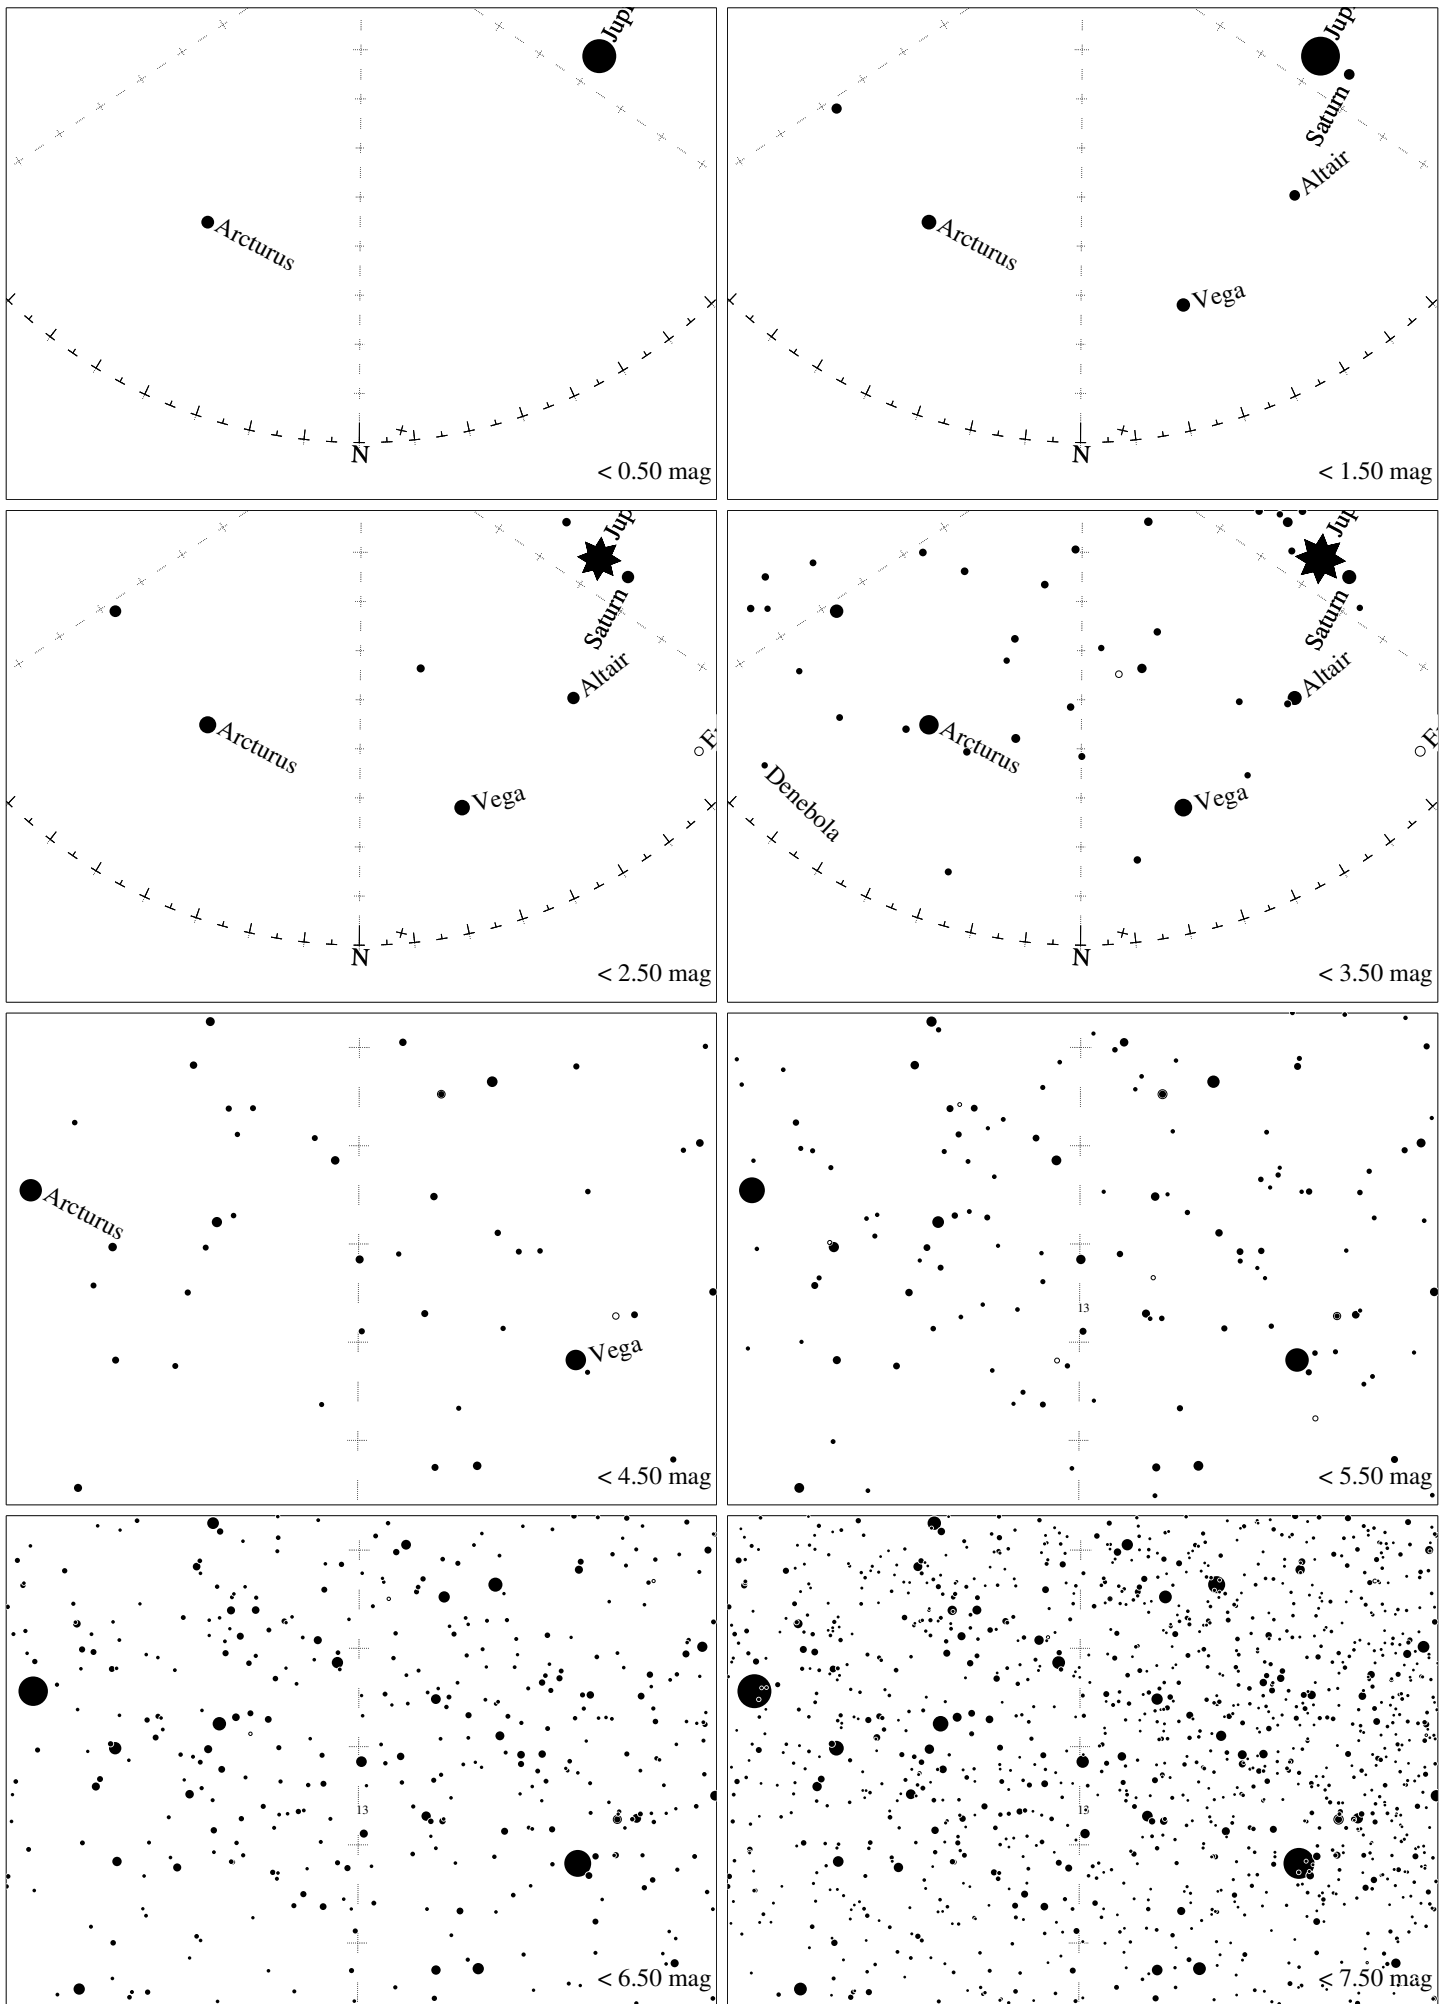 Jup
Arcturus
N
< 0.50 mag
Jup
Saturn
Altair
Arcturus
Vega
N
< 1.50 mag
Jup
Saturn
Altair
Arcturus
Vega
N
< 2.50 mag
Jup
Saturn
Altair
Arcturus
Denebola
Vega
N
< 3.50 mag
Arcturus
Vega
< 4.50 mag
13
< 5.50 mag
13
< 6.50 mag
13
< 7.50 mag